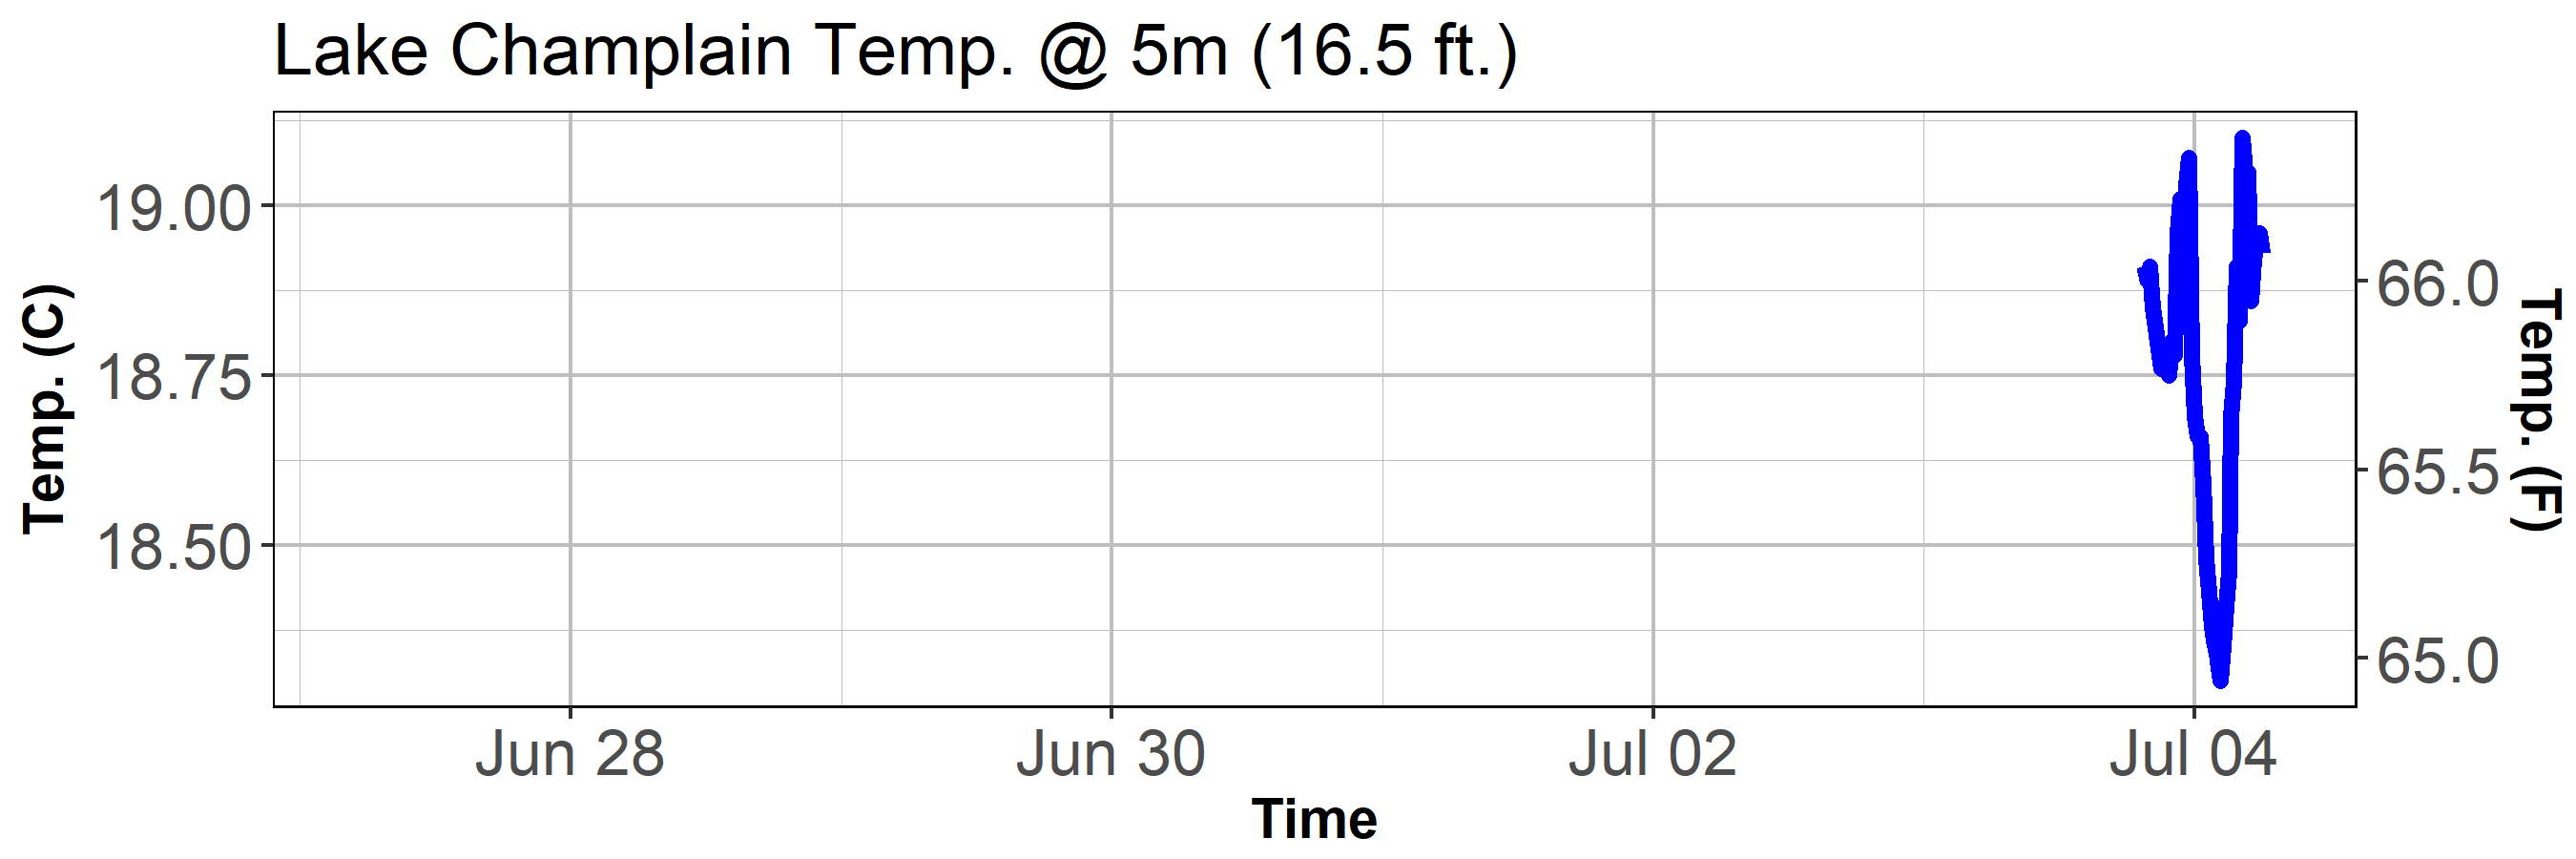 Lake Champlain Temp. @ 5m (16.5 ft.)
Temp. (C)
19.00
18.75
18.50
66.0
65.5
65.0
Temp. (F)
Jun 28 Jun 30 Jul 02 Jul 04
Time